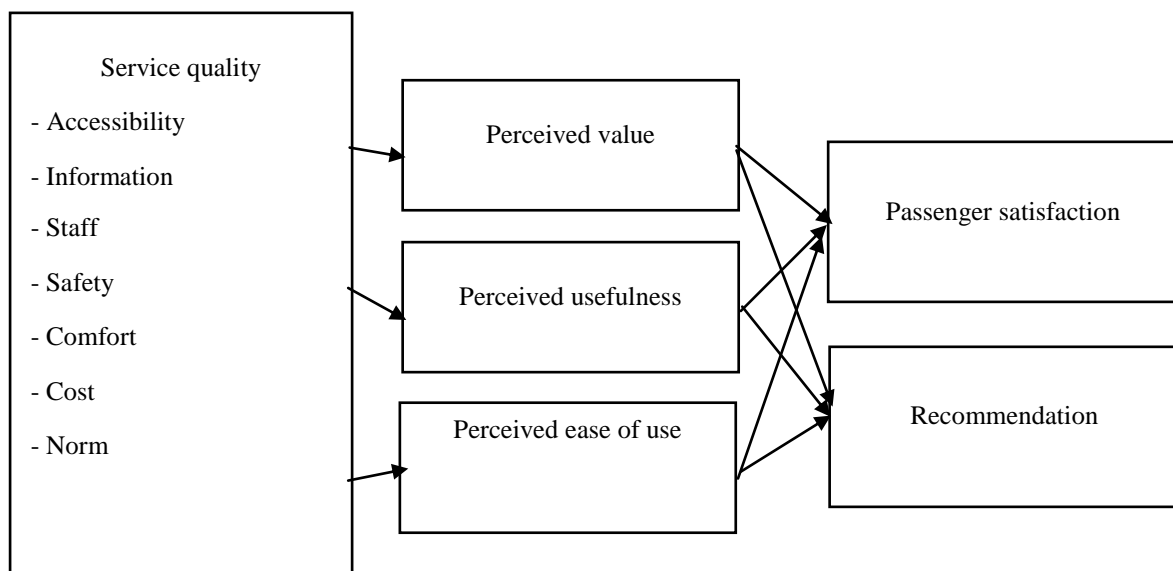 Service quality
- Accessibility
- Information
- Staff
- Safety
- Comfort
- Cost
- Norm
Perceived value
Perceived usefulness
Perceived ease of use
Passenger satisfaction
Recommendation